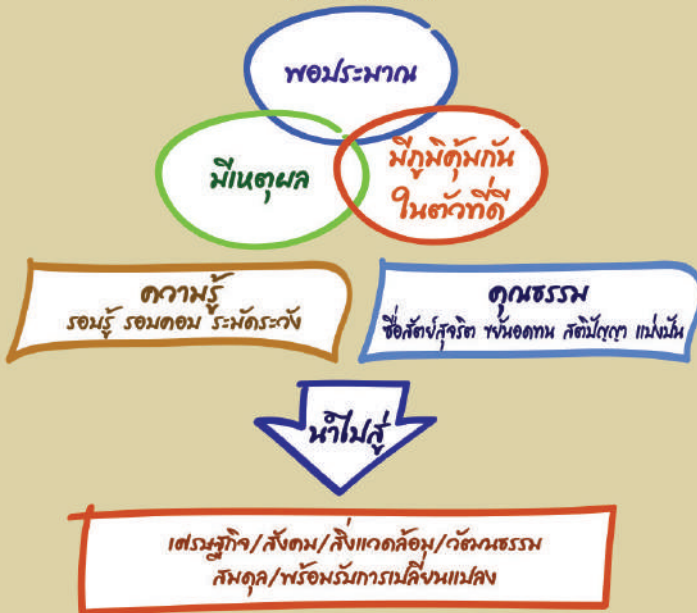 พอประมาณ
มีเหตุผล
มีภูมิคุ้มกัน
ในตัวที่ดี
ความรู้
รอบรู้ รอบคอบ ระมัดระวัง
คุณธรรม
ซื่อสัตย์สุจริต ขยันอดทน สติปัญญา แบ่งปัน
นำไปสู่
เศรษฐกิจ/สังคม/สิ่งแวดล้อม/วัฒนธรรม
สมดุล/พร้อมรับการเปลี่ยนแปลง